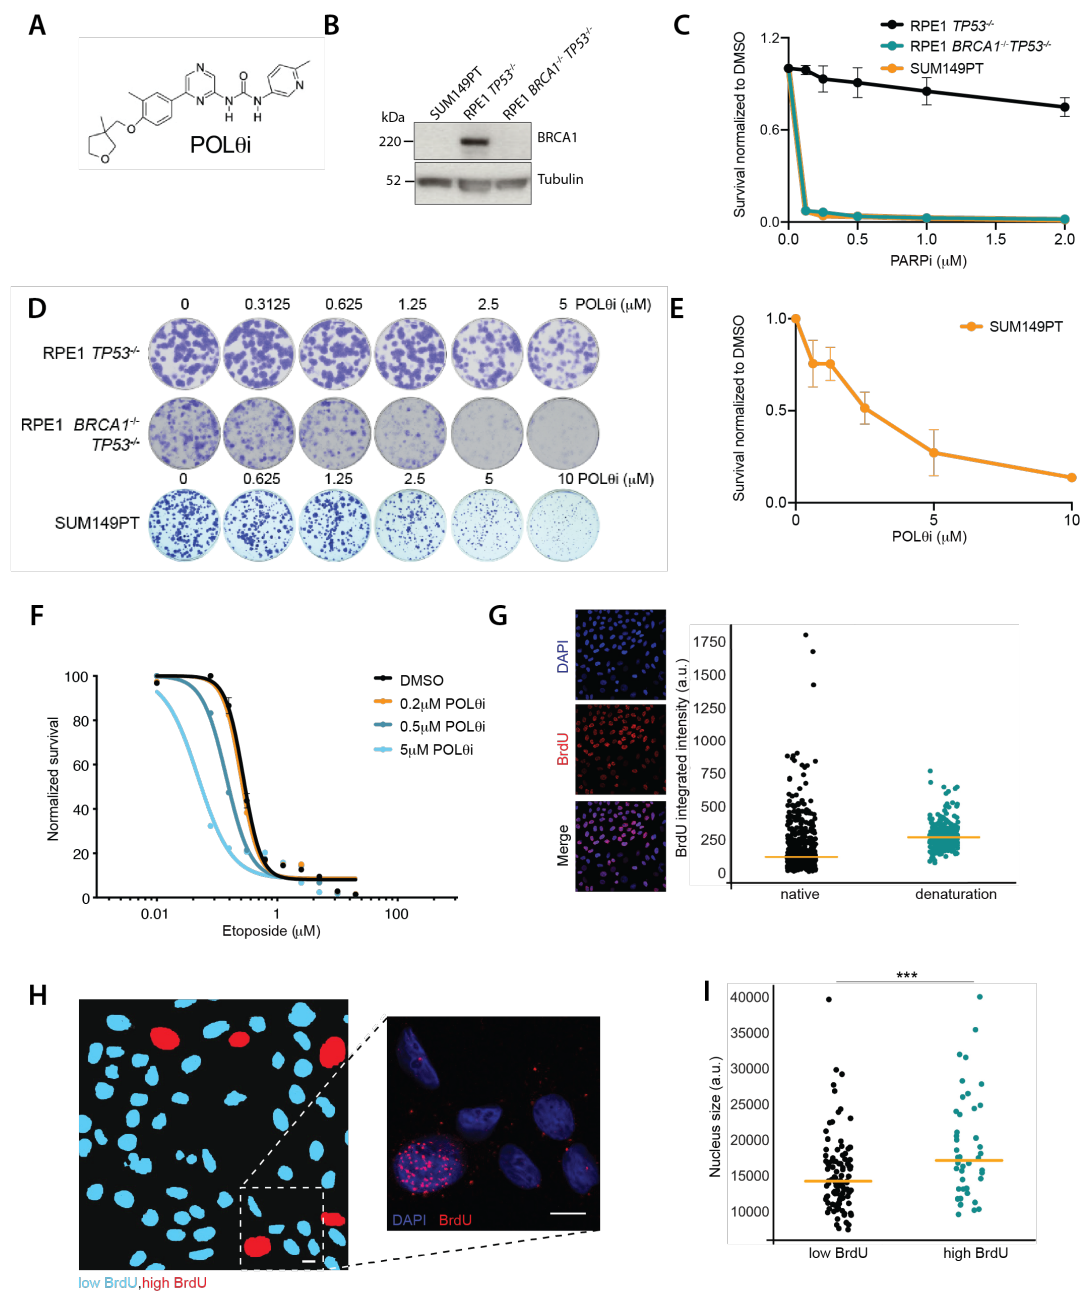 A
N
N
N
H
O
N
H
N
O
O
POLθi
B
SUM149PT
RPE1 TP53-/-
RPE1 BRCA1-/- TP53-/-
kDa
220
BRCA1
52
Tubulin
C
RPE1 TP53-/-
RPE1 BRCA1-/-TP53-/-
SUM149PT
Survival normalized to DMSO
1.2
0.6
0.0
0.0 0.5 1.0 1.5 2.0
PARPi (μM)
D
0 0.3125 0.625 1.25 2.5 5 POLθi (μM)
RPE1 TP53-/-
RPE1 BRCA1-/-
TP53-/-
0 0.625 1.25 2.5 5 10 POLθi (μM)
SUM149PT
E
SUM149PT
Survival normalized to DMSO
1.0
0.5
0.0
0 5 10
POLθi (μM)
F
Normalized survival
100
80
60
40
20
0
0.01 1 100
Etoposide (μM)
DMSO
0.2μM POLθi
0.5μM POLθi
5μM POLθi
G
DAPI
BrdU
Merge
BrdU integrated intensity (a.u.)
1750
1500
1250
1000
750
500
250
0
native denaturation
H
low BrdU,high BrdU
DAPI BrdU
I
***
Nucleus size (a.u.)
40000
35000
30000
25000
20000
15000
10000
low BrdU high BrdU